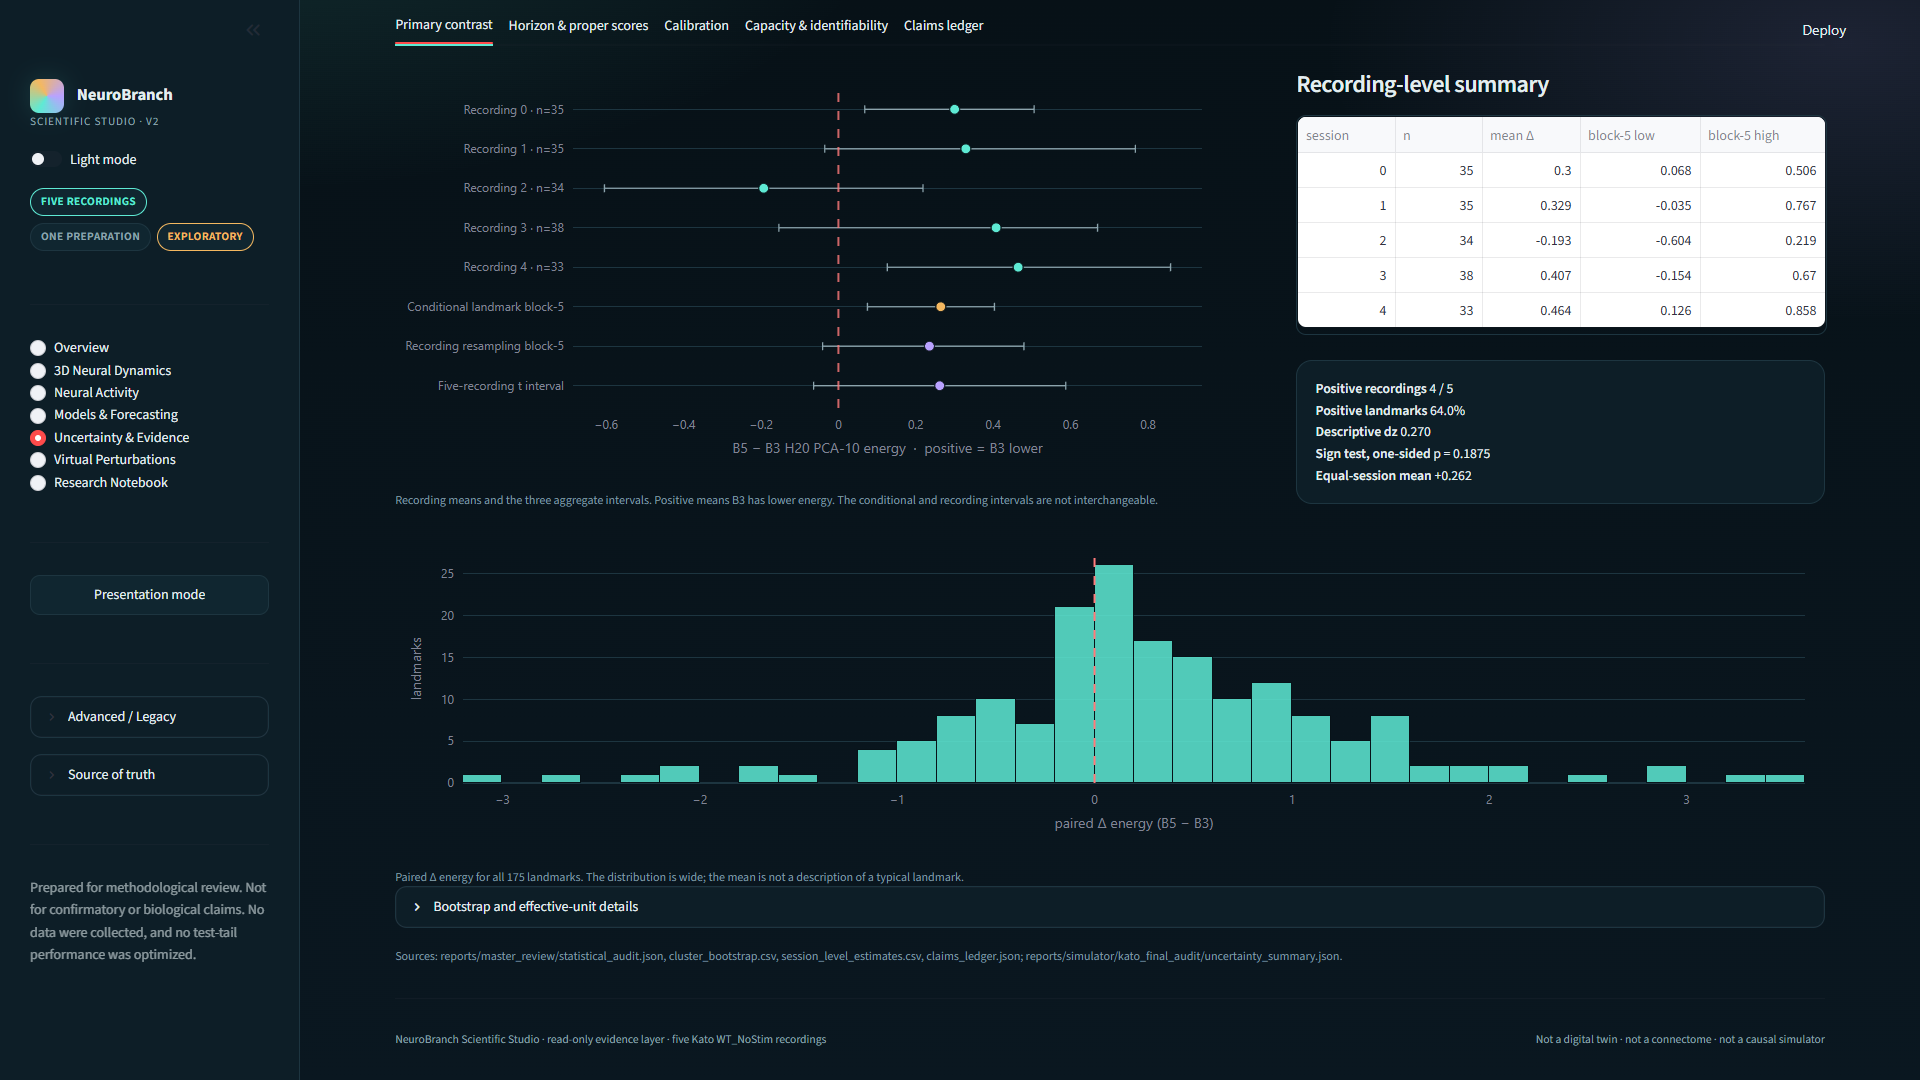 NeuroBranch
SCIENTIFIC STUDIO · V2
Light mode
FIVE RECORDINGS
ONE PREPARATION
EXPLORATORY
Overview
3D Neural Dynamics
Neural Activity
Models & Forecasting
Uncertainty & Evidence
Virtual Perturbations
Research Notebook
Presentation mode
Advanced / Legacy
Source of truth
Prepared for methodological review. Not
for confirmatory or biological claims. No
data were collected, and no test-tail
performance was optimized.
Primary contrast Horizon & proper scores Calibration Capacity & identifiability Claims ledger
Deploy
Recording 0 · n=35
Recording 1 · n=35
Recording 2 · n=34
Recording 3 · n=38
Recording 4 · n=33
Conditional landmark block-5
Recording resampling block-5
Five-recording t interval
−0.6 −0.4 −0.2 0 0.2 0.4 0.6 0.8
B5 − B3 H20 PCA-10 energy · positive = B3 lower
Recording means and the three aggregate intervals. Positive means B3 has lower energy. The conditional and recording intervals are not interchangeable.
Recording-level summary
session n mean Δ block-5 low block-5 high
0 35 0.3 0.068 0.506
1 35 0.329 -0.035 0.767
2 34 -0.193 -0.604 0.219
3 38 0.407 -0.154 0.67
4 33 0.464 0.126 0.858
Positive recordings 4 / 5
Positive landmarks 64.0%
Descriptive dz 0.270
Sign test, one-sided p = 0.1875
Equal-session mean +0.262
landmarks
25
20
15
10
5
0
−3 −2 −1 0 1 2 3
paired Δ energy (B5 − B3)
Paired Δ energy for all 175 landmarks. The distribution is wide; the mean is not a description of a typical landmark.
Bootstrap and effective-unit details
Sources: reports/master_review/statistical_audit.json, cluster_bootstrap.csv, session_level_estimates.csv, claims_ledger.json; reports/simulator/kato_final_audit/uncertainty_summary.json.
NeuroBranch Scientific Studio · read-only evidence layer · five Kato WT_NoStim recordings
Not a digital twin · not a connectome · not a causal simulator